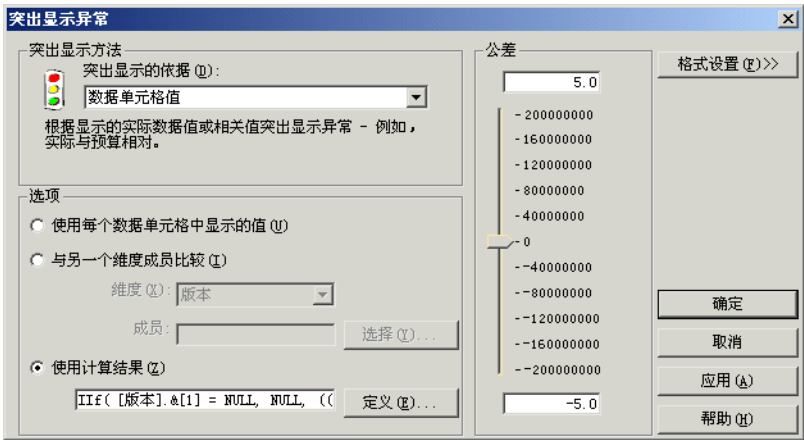 突出显示异常
突出显示方法
突出显示的依据(D):
数据单元格值
根据显示的实际数据值或相关值突出显示异常 - 例如，
实际与预算相对。
选项
使用每个数据单元格中显示的值(U)
与另一个维度成员比较(I)
维度(X):
版本
成员:
选择(Y)...
使用计算结果(Z)
IIf( [版本].&[1] = NULL, NULL, ((
定义(E)...
公差
5.0
-200000000
-160000000
-120000000
-80000000
-40000000
-0
--40000000
--80000000
--120000000
--160000000
--200000000
-5.0
格式设置(F)>>
确定
取消
应用(A)
帮助(H)